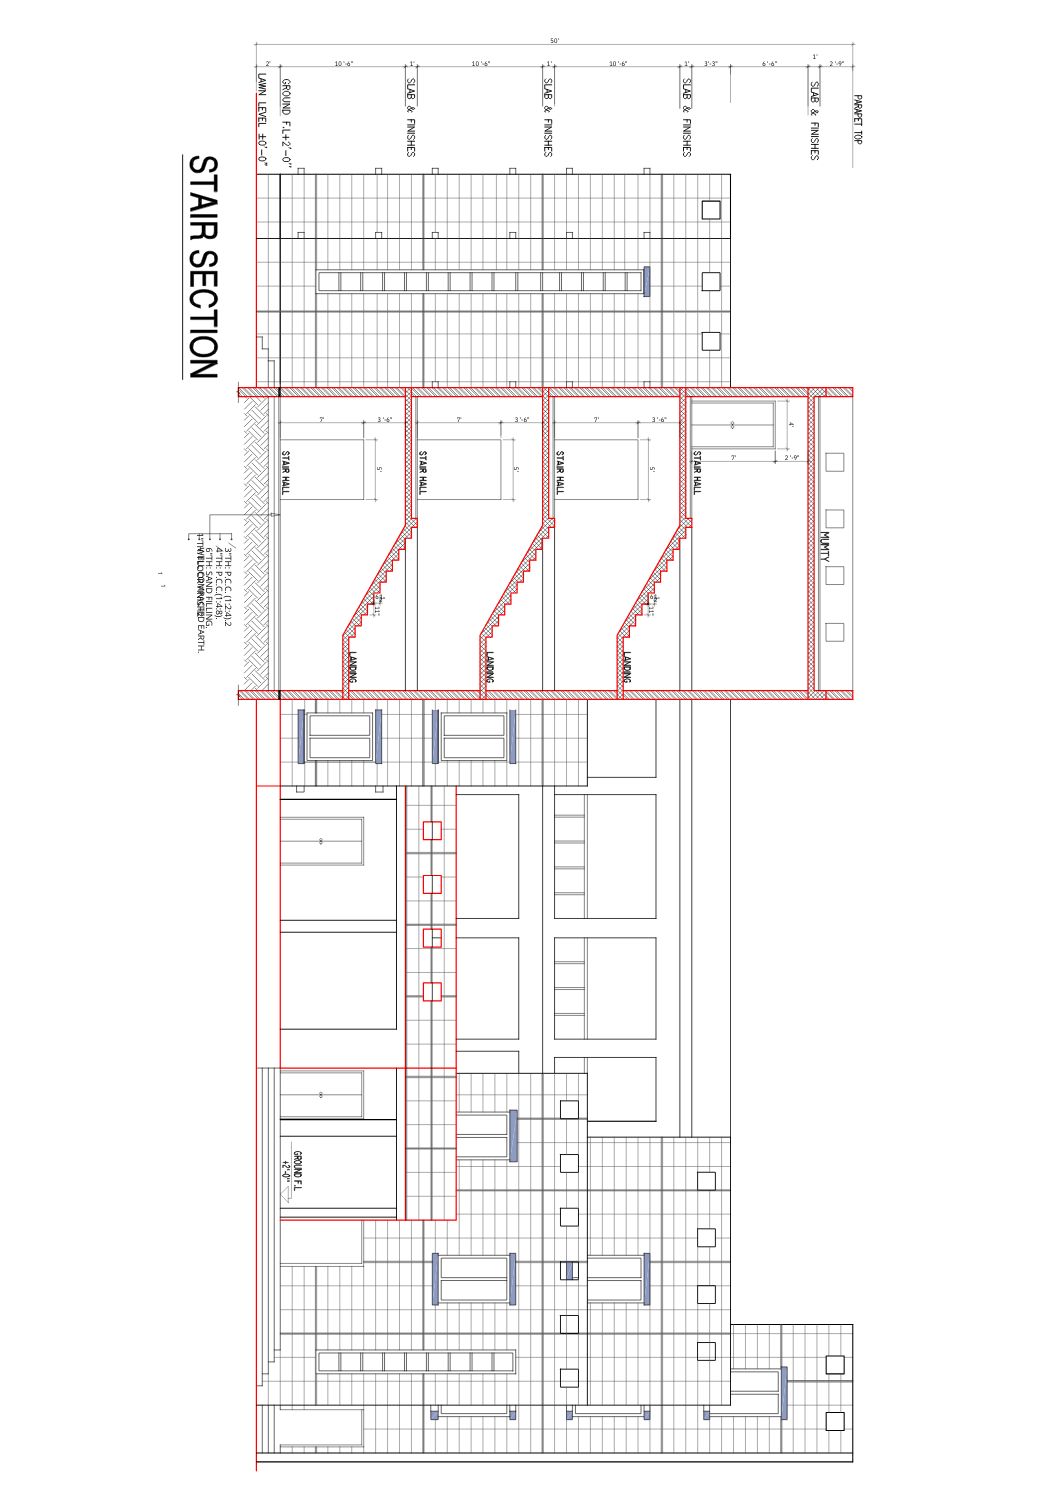 PARAPET TOP
2'-9"
MUMTY
1'
SLAB & FINISHES
4'
2'-9"
6'-6"
7'
3'-3"
STAIR HALL
1'
SLAB & FINISHES
3'-6"
5'
11"
LANDING
10'-6"
7'
STAIR HALL
1'
SLAB & FINISHES
3'-6"
5'
LANDING
50'
10'-6"
7'
STAIR HALL
1'
SLAB & FINISHES
3'-6"
5'
11"
LANDING
10'-6"
7'
GROUND F.L
+2'-0"
GROUND F.L+2'-0"
STAIR HALL
2'
LAWN LEVEL ±0'-0"
STAIR SECTION
3"TH: P.C.C. (1:2:4).2
4"TH: P.C.C.(1:4:8).
6"TH: SAND FILLING.
WELL COMPACTED EARTH.
1 1